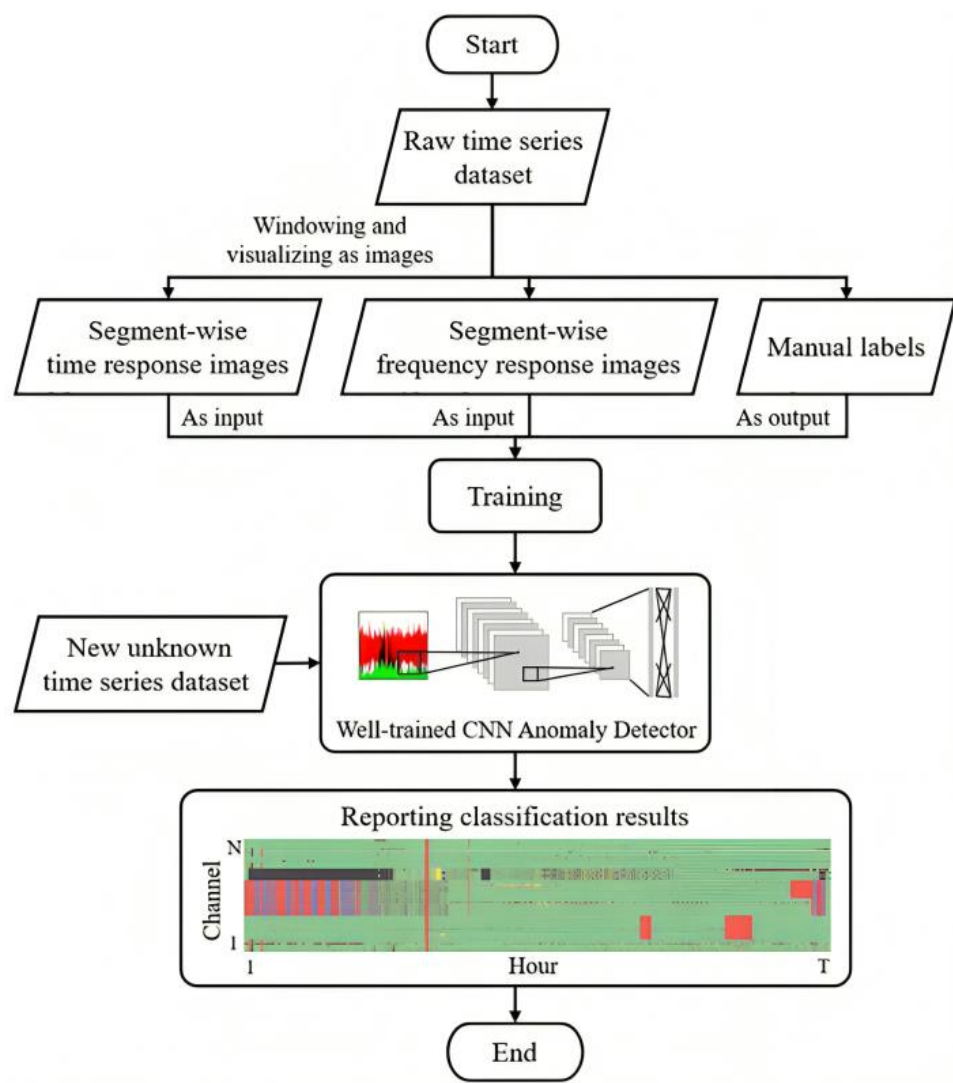 Start
Raw time series
dataset
Windowing and
visualizing as images
Segment-wise
time response images
Segment-wise
frequency response images
Manual labels
As input
As input
As output
Training
New unknown
time series dataset
Well-trained CNN Anomaly Detector
Reporting classification results
N
Channel
1
1
Hour
T
End